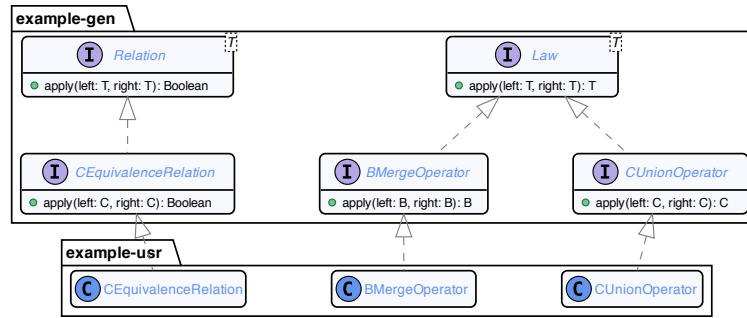 example-gen
I Relation T
apply(left: T, right: T): Boolean
I Law T
apply(left: T, right: T): T
I CEquivalenceRelation
apply(left: C, right: C): Boolean
I BMergeOperator
apply(left: B, right: B): B
I CUnionOperator
apply(left: C, right: C): C
example-usr
C CEquivalenceRelation
C BMergeOperator
C CUnionOperator